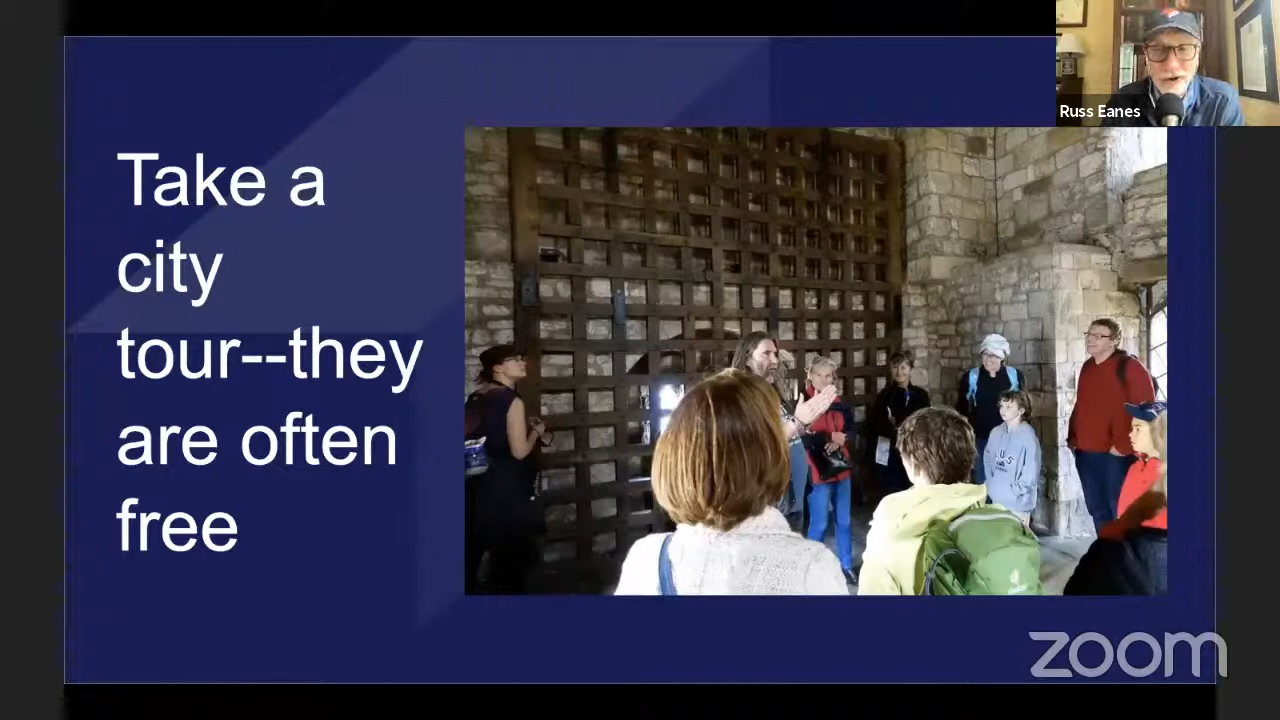 Take a
city
tour--they
are often
free
Russ Eanes
zoom